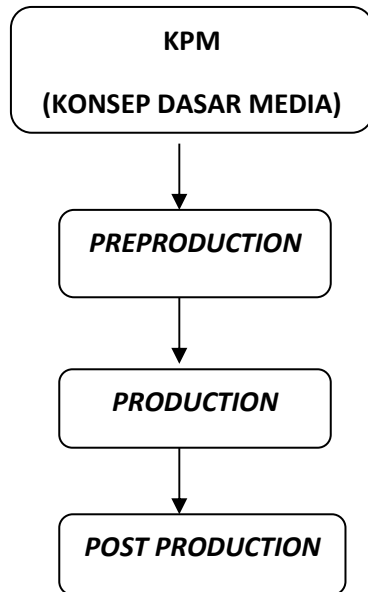 KPM
(KONSEP DASAR MEDIA)
PREPRODUCTION
PRODUCTION
POST PRODUCTION